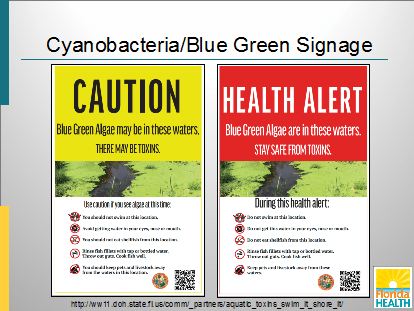 Cyanobacteria/Blue Green Signage
CAUTION
Blue Green Algae may be in these waters.
THERE MAY BE TOXINS.
Use caution if you see algae at this time:
You should not swim at this location.
Avoid getting water in your eyes, nose or mouth.
You should not eat shellfish from this location.
Rinse fish fillets with tap or bottled water.
Throw out guts. Cook fish well.
You should keep pets and livestock away
from the waters in this location.
HEALTH ALERT
Blue Green Algae are in these waters.
STAY SAFE FROM TOXINS.
During this health alert:
Do not swim at this location.
Do not get this water in your eyes, nose or mouth.
Do not eat shellfish from this location.
Rinse fish fillets with tap or bottled water.
Throw out guts. Cook fish well.
Keep pets and livestock away from these
waters.
http://ww11.doh.state.fl.us/comm/_partners/aquatic_toxins_swim_it_shore_it/
Florida
HEALTH